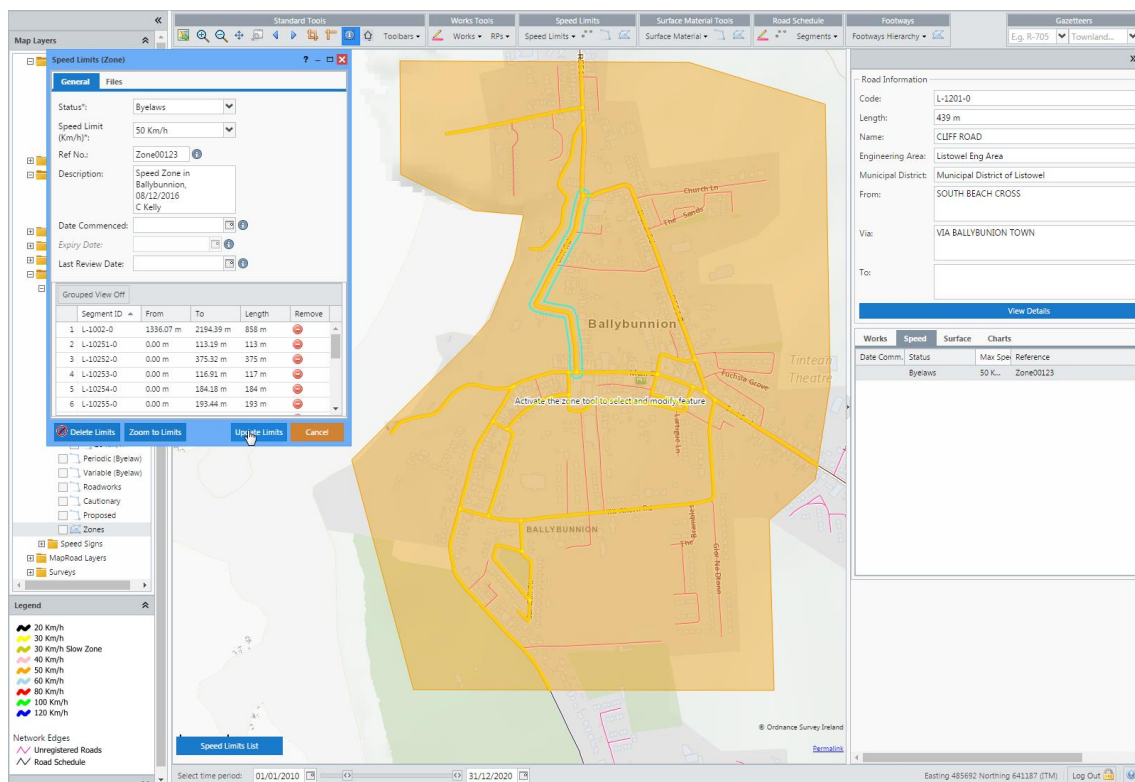 Standard Tools
Works Tools
Speed Limits
Surface Material Tools
Road Schedule
Footways
Gazetteers
Toolbars
Works
RPs
Speed Limits
Surface Material
Segments
Footways Hierarchy
E.g. R-705
Townland...
Map Layers
Speed Limits (Zone)
General
Files
Status*:
Byelaws
Speed Limit
(Km/h)*:
50 Km/h
Ref No.:
Zone00123
Description:
Speed Zone in
Ballybunnion,
08/12/2016
C Kelly
Date Commenced:
Expiry Date:
Last Review Date:
Grouped View Off
Segment ID From To Length Remove
1 L-1002-0 1336.07 m 2194.39 m 858 m
2 L-10251-0 0.00 m 113.19 m 113 m
3 L-10252-0 0.00 m 375.32 m 375 m
4 L-10253-0 0.00 m 116.91 m 117 m
5 L-10254-0 0.00 m 184.18 m 184 m
6 L-10255-0 0.00 m 193.44 m 193 m
Delete Limits
Zoom to Limits
Update Limits
Cancel
Periodic (Byelaw)
Variable (Byelaw)
Roadworks
Cautionary
Proposed
Zones
Speed Signs
MapRoad Layers
Surveys
Legend
20 Km/h
30 Km/h
30 Km/h Slow Zone
40 Km/h
50 Km/h
60 Km/h
80 Km/h
100 Km/h
120 Km/h
Network Edges
Unregistered Roads
Road Schedule
Church Ln
The Sands
Ballybunnion
Tintean
Theatre
Fuchsia Grove
Activate the zone tool to select and modify feature
Lartigue Ln
BALLYBUNNION
The
© Ordnance Survey Ireland
Permalink
Speed Limits List
Select time period:
01/01/2010
31/12/2020
Easting 485692 Northing 641187 (ITM)
Log Out
Road Information
Code:
L-1201-0
Length:
439 m
Name:
CLIFF ROAD
Engineering Area:
Listowel Eng Area
Municipal District:
Municipal District of Listowel
From:
SOUTH BEACH CROSS
Via:
VIA BALLYBUNION TOWN
To:
View Details
Works
Speed
Surface
Charts
Date Comm. Status Max Spe Reference
Byelaws 50 K... Zone00123